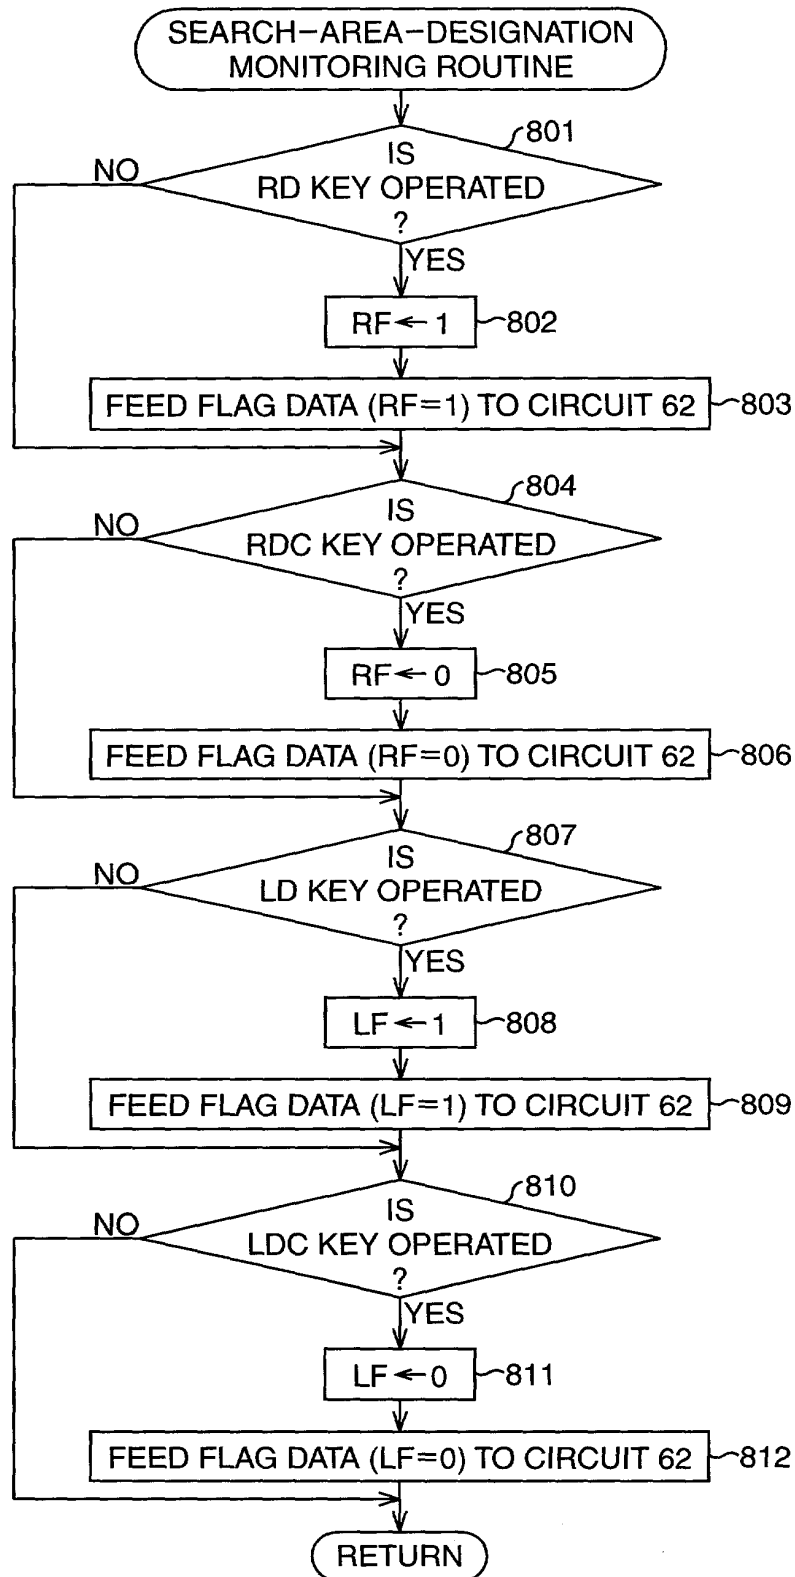 SEARCH-AREA-DESIGNATION
MONITORING ROUTINE
801
IS
NO
RD KEY OPERATED
?
YES
RF←1
802
FEED FLAG DATA (RF=1) TO CIRCUIT 62
803
804
IS
NO
RDC KEY OPERATED
?
YES
RF←0
805
FEED FLAG DATA (RF=0) TO CIRCUIT 62
806
807
IS
NO
LD KEY OPERATED
?
YES
LF←1
808
FEED FLAG DATA (LF=1) TO CIRCUIT 62
809
810
IS
NO
LDC KEY OPERATED
?
YES
LF←0
811
FEED FLAG DATA (LF=0) TO CIRCUIT 62
812
RETURN